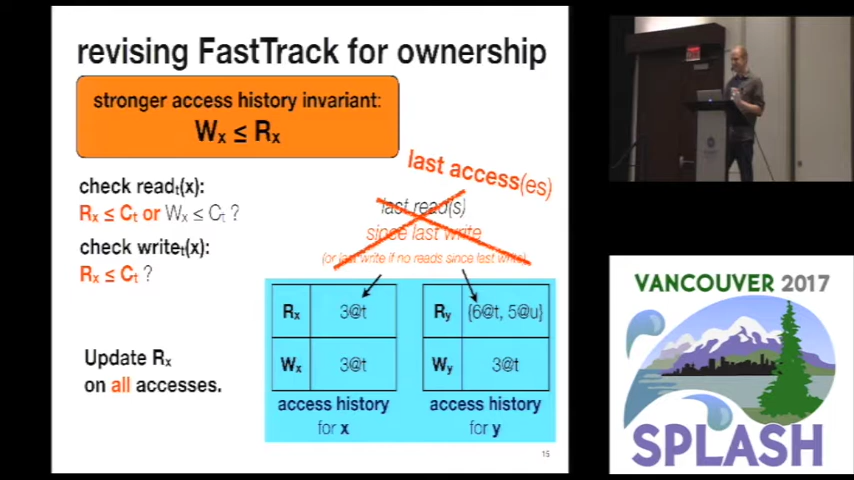 revising FastTrack for ownership
stronger access history invariant:
Wx ≤ Rx
check readt(x):
Rx ≤ Ct or Wx ≤ Ct ?
check writet(x):
Rx ≤ Ct ?
Update Rx
on all accesses.
last access(es)
last read(s)
since last write
(or last write if no reads since last write)
Rx 3@t
Wx 3@t
access history
for x
Ry {6@t, 5@u}
Wy 3@t
access history
for y
15
VANCOUVER 2017
SPLASH